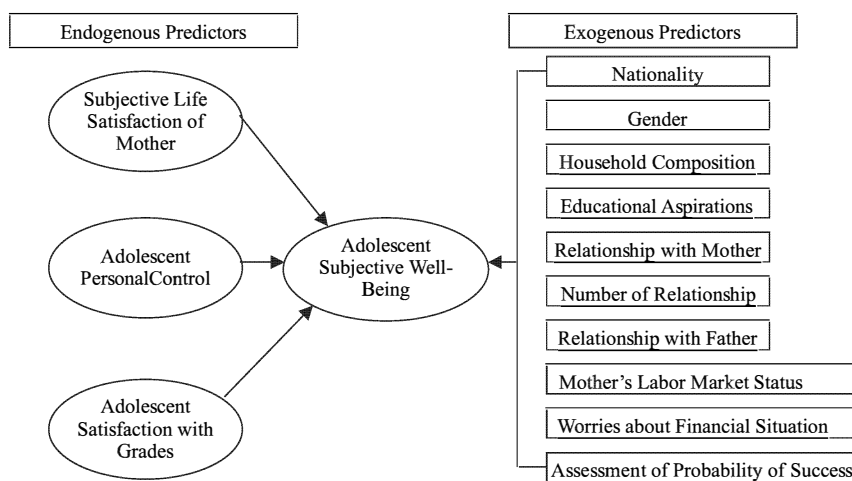 Endogenous Predictors
Exogenous Predictors
Subjective Life
Satisfaction of
Mother
Adolescent
PersonalControl
Adolescent
Satisfaction with
Grades
Adolescent
Subjective Well-
Being
Nationality
Gender
Household Composition
Educational Aspirations
Relationship with Mother
Number of Relationship
Relationship with Father
Mother's Labor Market Status
Worries about Financial Situation
Assessment of Probability of Success